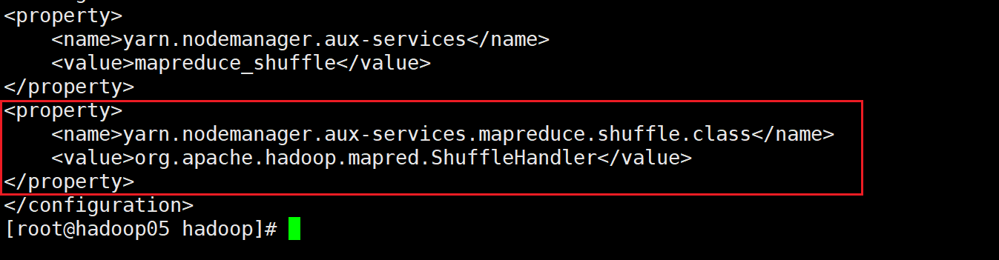 <property>
    <name>yarn.nodemanager.aux-services</name>
    <value>mapreduce_shuffle</value>
</property>
<property>
    <name>yarn.nodemanager.aux-services.mapreduce.shuffle.class</name>
    <value>org.apache.hadoop.mapred.ShuffleHandler</value>
</property>
</configuration>
[root@hadoop05 hadoop]#